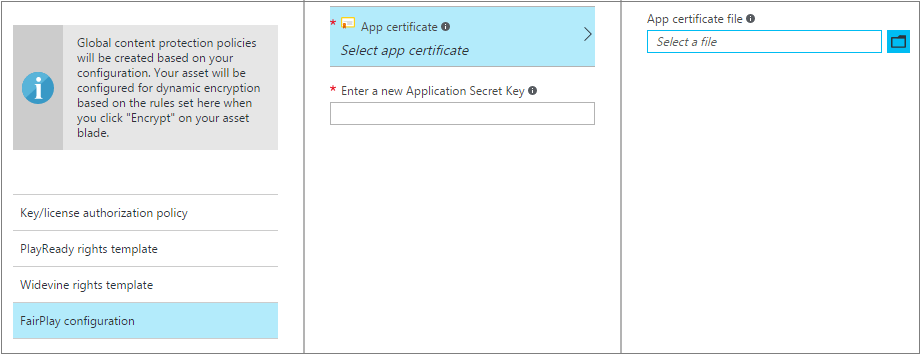 Global content protection policies
will be created based on your
configuration. Your asset will be
configured for dynamic encryption
based on the rules set here when
you click "Encrypt" on your asset
blade.
Key/license authorization policy
PlayReady rights template
Widevine rights template
FairPlay configuration
* App certificate
Select app certificate
* Enter a new Application Secret Key
App certificate file
Select a file